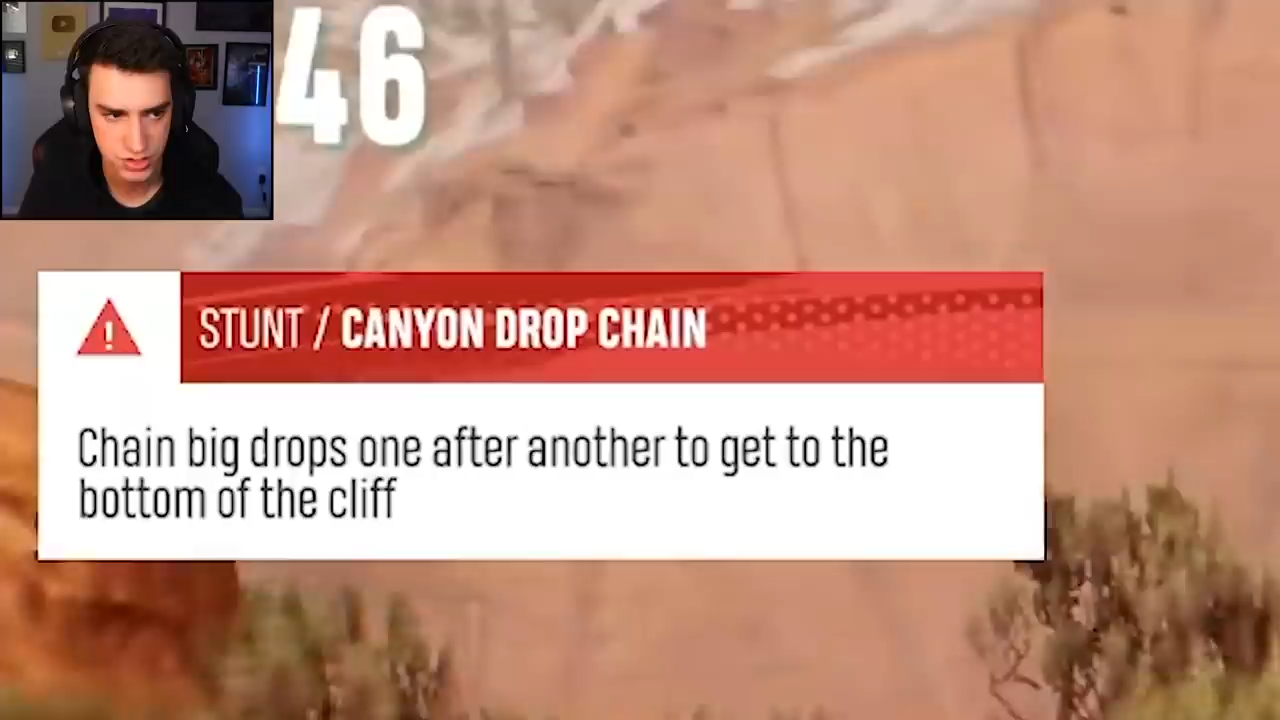 46
STUNT / CANYON DROP CHAIN
Chain big drops one after another to get to the
bottom of the cliff